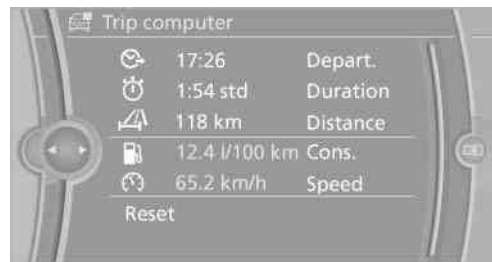 Trip computer
17:26 Depart.
1:54 std Duration
118 km Distance
12.4 l/100 km Cons.
65.2 km/h Speed
Reset